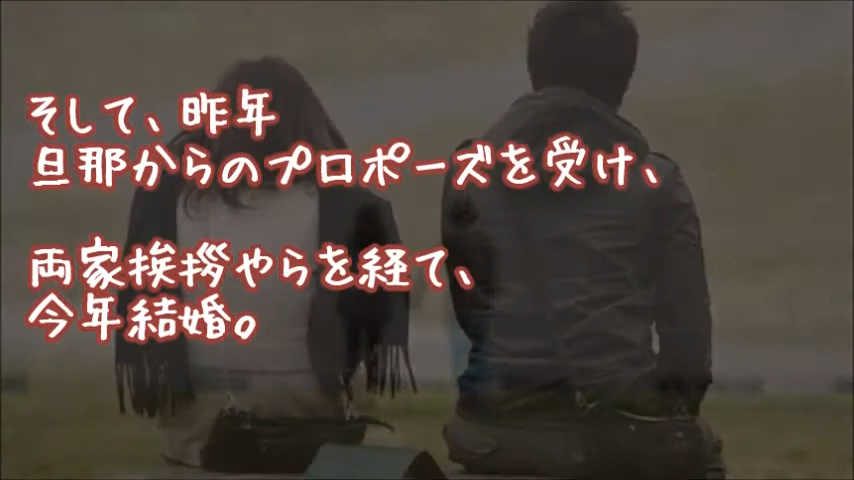 そして、昨年
旦那からのプロポーズを受け、
両家挨拶やらを経て、
今年結婚。